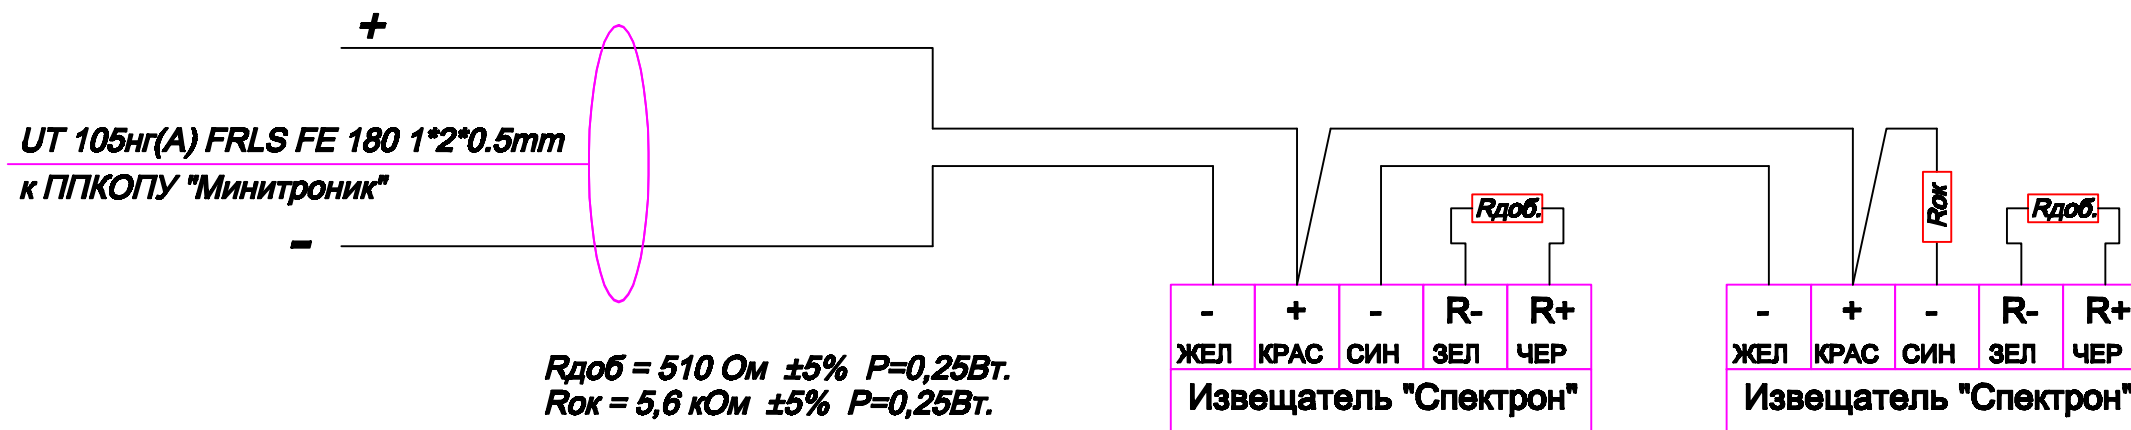 +
UT 105нг(А) FRLS FE 180 1*2*0.5mm
к ППКОПУ "Минитроник"
-
Rдоб.
Rок
Rдоб.
- + - R- R+
ЖЕЛ КРАС СИН ЗЕЛ ЧЕР
Извещатель "Спектрон"
- + - R- R+
ЖЕЛ КРАС СИН ЗЕЛ ЧЕР
Извещатель "Спектрон"
Rдоб = 510 Ом ±5% Р=0,25Вт.
Rок = 5,6 кОм ±5% Р=0,25Вт.